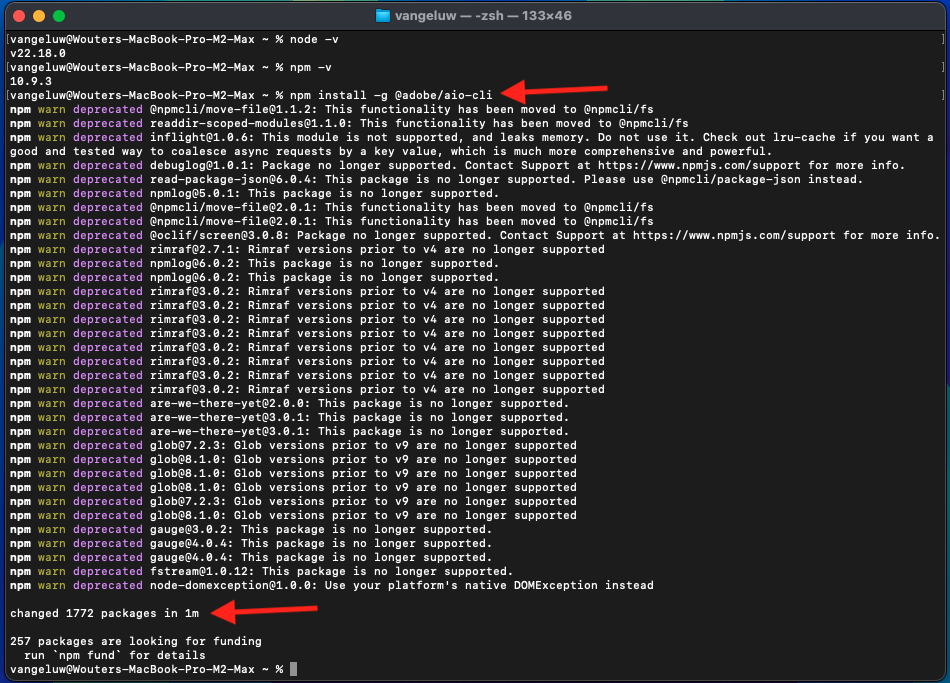 vangeluw — -zsh — 133×46
[vangeluw@Wouters-MacBook-Pro-M2-Max ~ % node -v ]
v22.18.0
[vangeluw@Wouters-MacBook-Pro-M2-Max ~ % npm -v ]
10.9.3
[vangeluw@Wouters-MacBook-Pro-M2-Max ~ % npm install -g @adobe/aio-cli ]
npm warn deprecated @npmcli/move-file@1.1.2: This functionality has been moved to @npmcli/fs
npm warn deprecated readdir-scoped-modules@1.1.0: This functionality has been moved to @npmcli/fs
npm warn deprecated inflight@1.0.6: This module is not supported, and leaks memory. Do not use it. Check out lru-cache if you want a
good and tested way to coalesce async requests by a key value, which is much more comprehensive and powerful.
npm warn deprecated debuglog@1.0.1: Package no longer supported. Contact Support at https://www.npmjs.com/support for more info.
npm warn deprecated read-package-json@6.0.4: This package is no longer supported. Please use @npmcli/package-json instead.
npm warn deprecated npmlog@5.0.1: This package is no longer supported.
npm warn deprecated @npmcli/move-file@2.0.1: This functionality has been moved to @npmcli/fs
npm warn deprecated @npmcli/move-file@2.0.1: This functionality has been moved to @npmcli/fs
npm warn deprecated @oclif/screen@3.0.8: Package no longer supported. Contact Support at https://www.npmjs.com/support for more info.
npm warn deprecated rimraf@2.7.1: Rimraf versions prior to v4 are no longer supported
npm warn deprecated npmlog@6.0.2: This package is no longer supported.
npm warn deprecated npmlog@6.0.2: This package is no longer supported.
npm warn deprecated rimraf@3.0.2: Rimraf versions prior to v4 are no longer supported
npm warn deprecated rimraf@3.0.2: Rimraf versions prior to v4 are no longer supported
npm warn deprecated rimraf@3.0.2: Rimraf versions prior to v4 are no longer supported
npm warn deprecated rimraf@3.0.2: Rimraf versions prior to v4 are no longer supported
npm warn deprecated rimraf@3.0.2: Rimraf versions prior to v4 are no longer supported
npm warn deprecated rimraf@3.0.2: Rimraf versions prior to v4 are no longer supported
npm warn deprecated rimraf@3.0.2: Rimraf versions prior to v4 are no longer supported
npm warn deprecated rimraf@3.0.2: Rimraf versions prior to v4 are no longer supported
npm warn deprecated are-we-there-yet@2.0.0: This package is no longer supported.
npm warn deprecated are-we-there-yet@3.0.1: This package is no longer supported.
npm warn deprecated are-we-there-yet@3.0.1: This package is no longer supported.
npm warn deprecated glob@7.2.3: Glob versions prior to v9 are no longer supported
npm warn deprecated glob@8.1.0: Glob versions prior to v9 are no longer supported
npm warn deprecated glob@8.1.0: Glob versions prior to v9 are no longer supported
npm warn deprecated glob@8.1.0: Glob versions prior to v9 are no longer supported
npm warn deprecated glob@7.2.3: Glob versions prior to v9 are no longer supported
npm warn deprecated glob@8.1.0: Glob versions prior to v9 are no longer supported
npm warn deprecated gauge@3.0.2: This package is no longer supported.
npm warn deprecated gauge@4.0.4: This package is no longer supported.
npm warn deprecated gauge@4.0.4: This package is no longer supported.
npm warn deprecated fstream@1.0.12: This package is no longer supported.
npm warn deprecated node-domexception@1.0.0: Use your platform's native DOMException instead
changed 1772 packages in 1m
257 packages are looking for funding
run `npm fund` for details
vangeluw@Wouters-MacBook-Pro-M2-Max ~ %